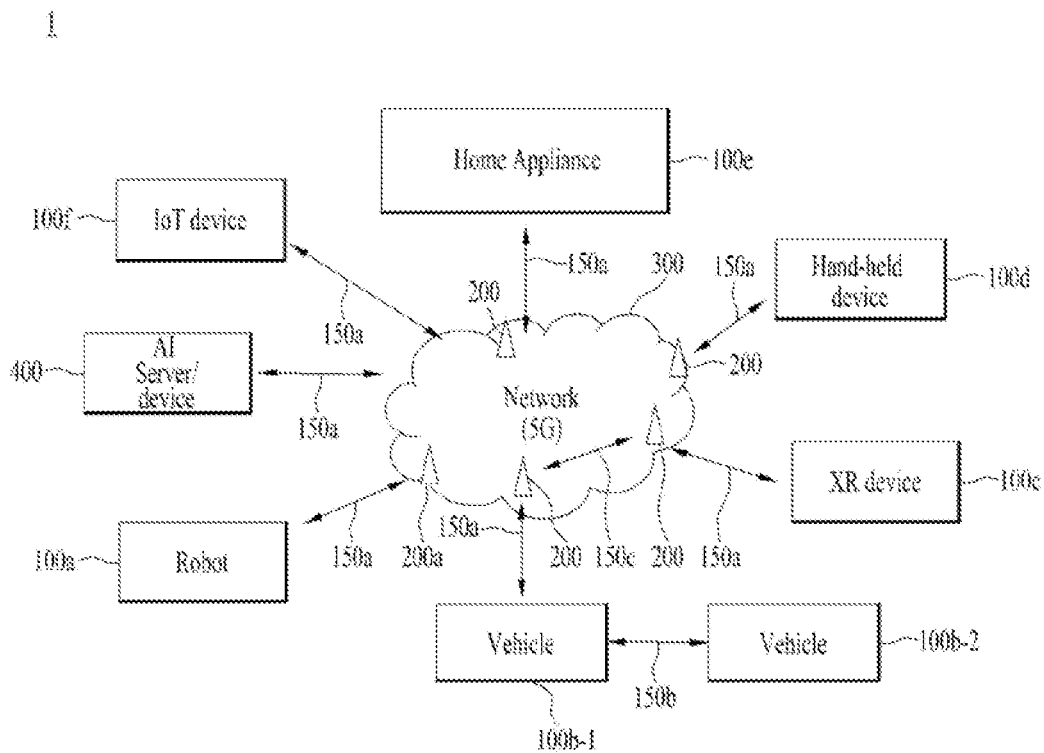 1
Home Appliance
100e
100f
IoT device
150a
300
150a
Hand-held
device
100d
200
150a
400
AI
Server/
device
150a
Network
(5G)
200
XR device
100c
100a
Robot
150a
200a
150a
200
150c
200
150a
Vehicle
Vehicle
100b-2
150b
100b-1